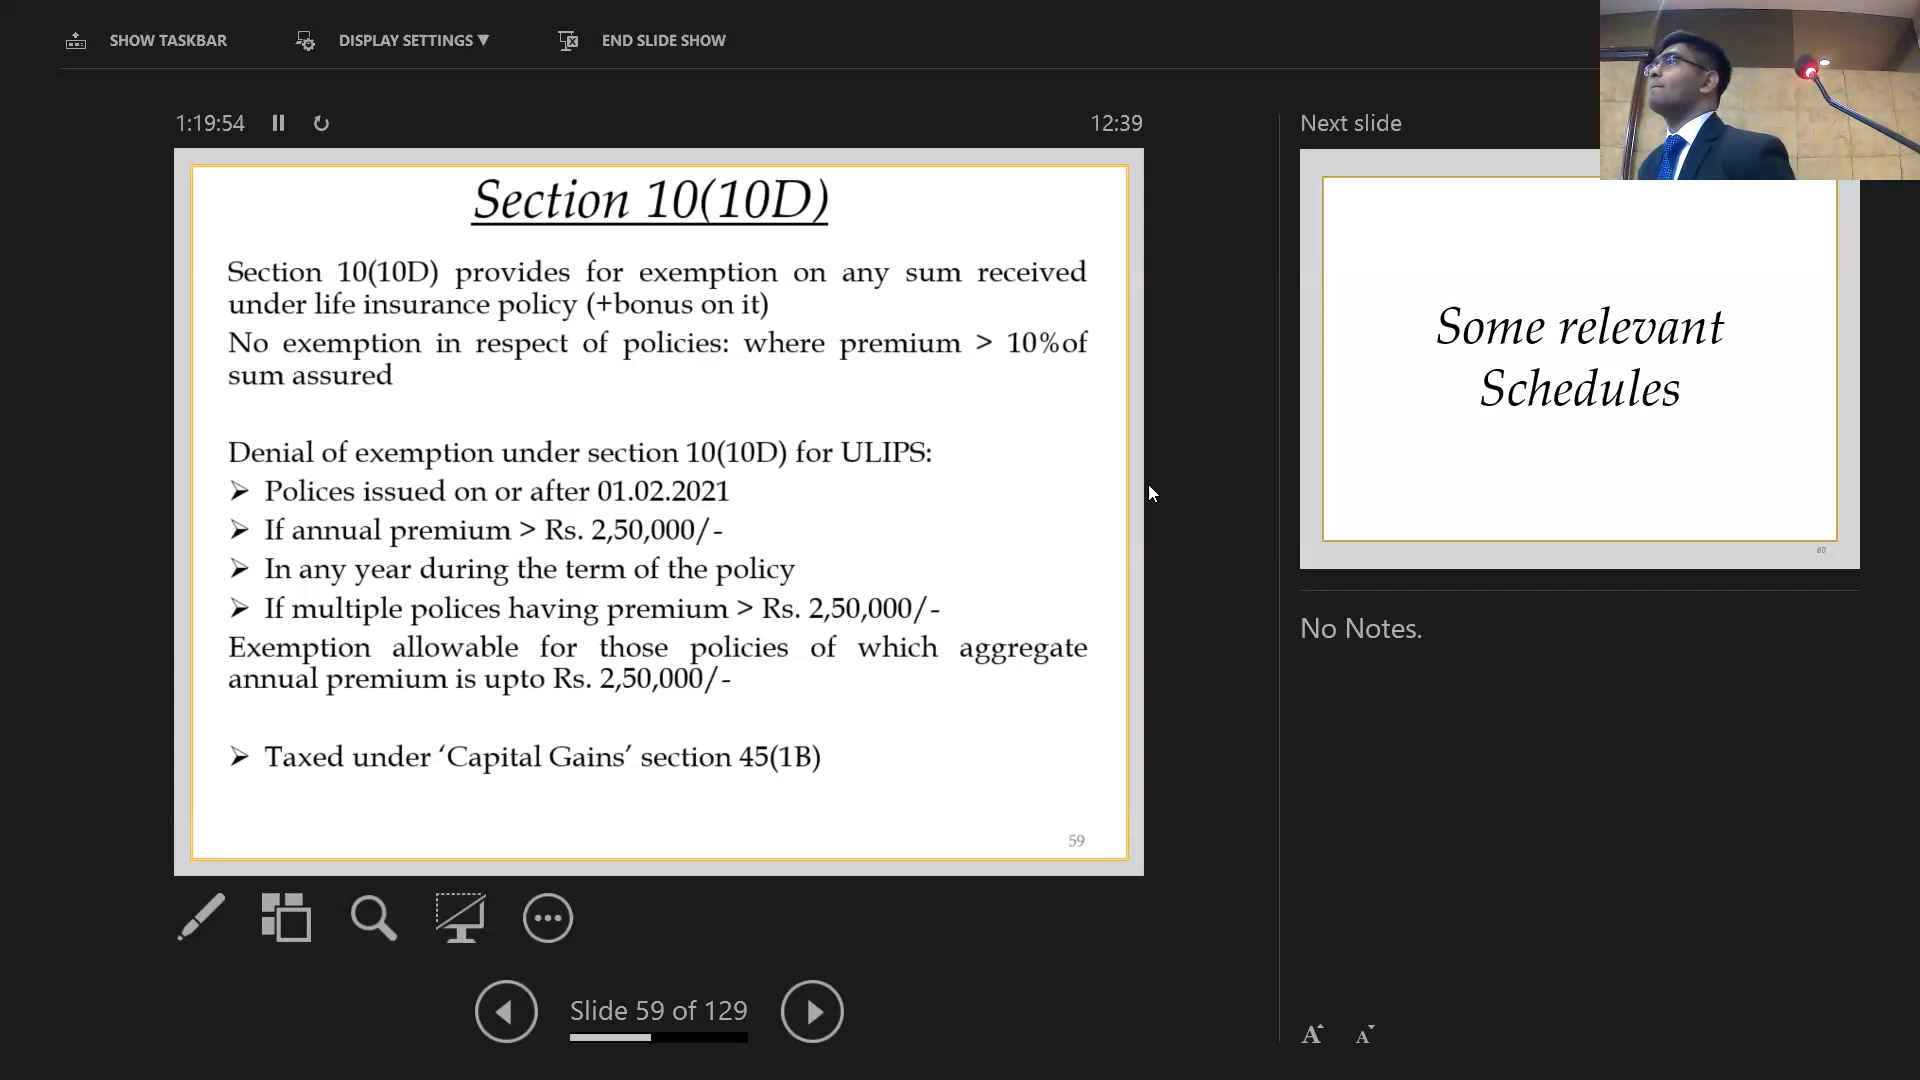 SHOW TASKBAR
DISPLAY SETTINGS ▼
END SLIDE SHOW
1:19:54
12:39
Next slide
Section 10(10D)
Section 10(10D) provides for exemption on any sum received
under life insurance policy (+bonus on it)
No exemption in respect of policies: where premium > 10%of
sum assured
Denial of exemption under section 10(10D) for ULIPS:
➢ Polices issued on or after 01.02.2021
➢ If annual premium > Rs. 2,50,000/-
➢ In any year during the term of the policy
➢ If multiple polices having premium > Rs. 2,50,000/-
Exemption allowable for those policies of which aggregate
annual premium is upto Rs. 2,50,000/-
➢ Taxed under ‘Capital Gains’ section 45(1B)
59
Some relevant
Schedules
60
No Notes.
Slide 59 of 129
A A